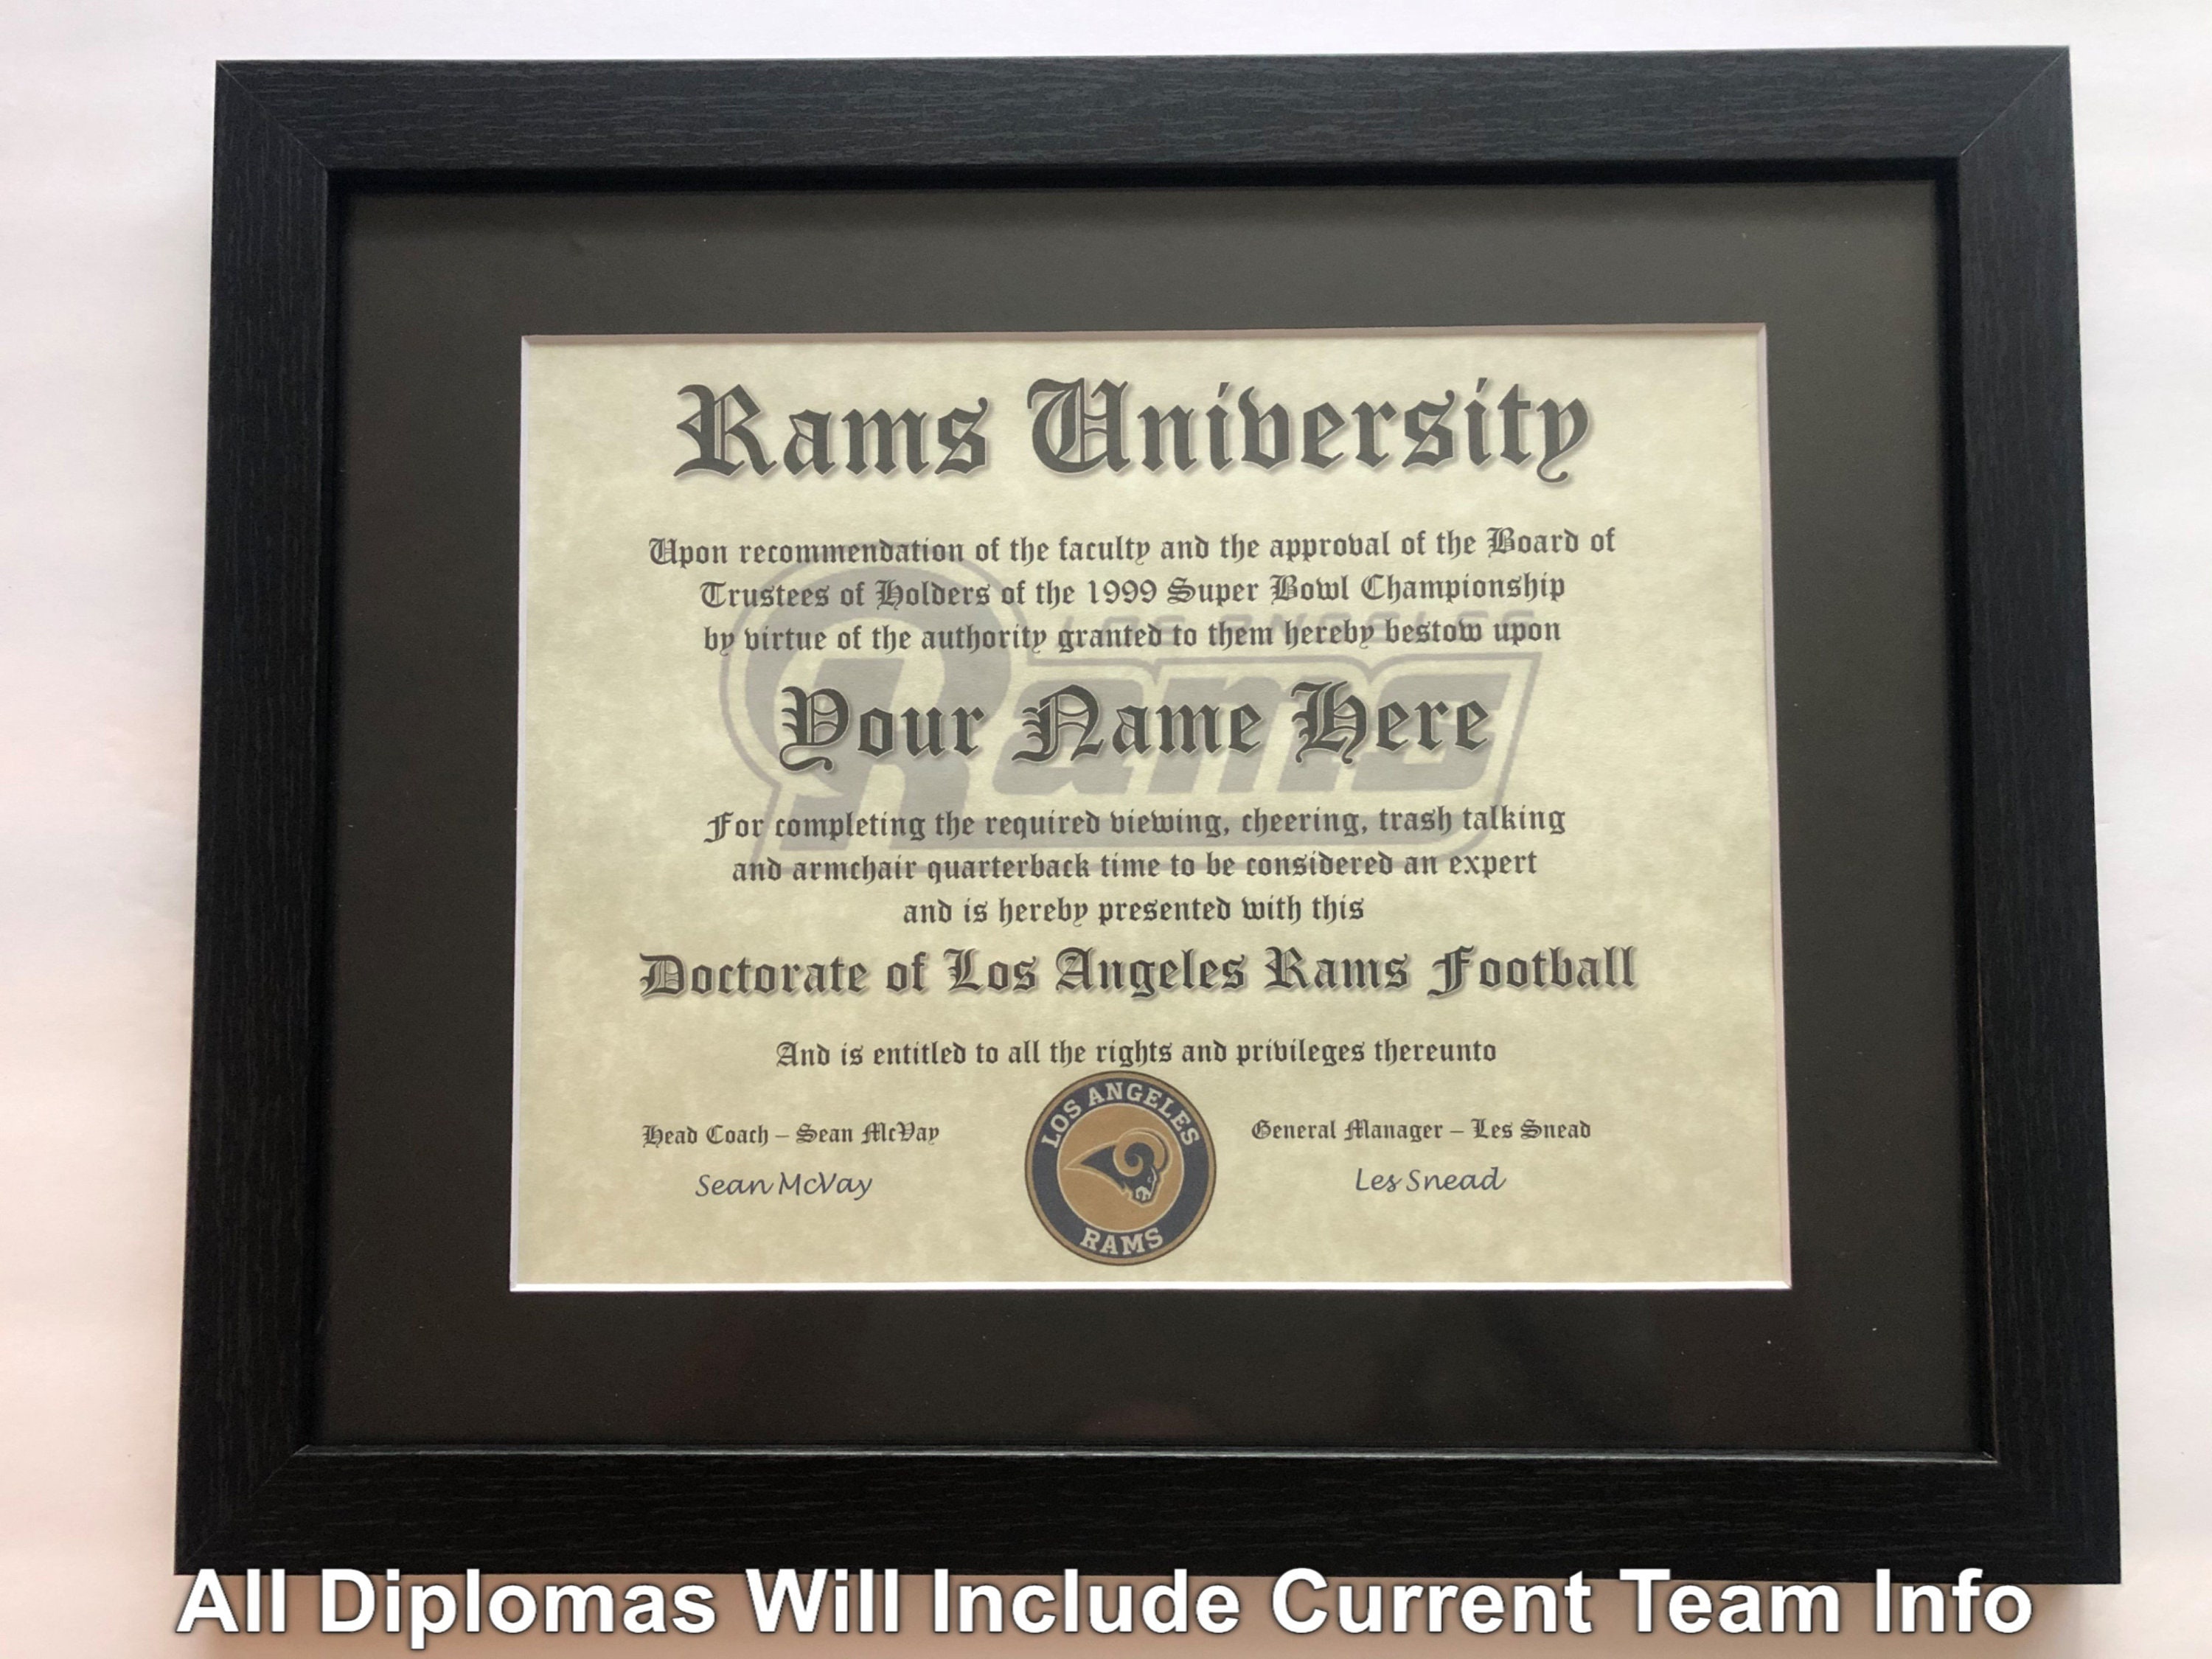 Rams University
Upon recommendation of the faculty and the approval of the Board of
Trustees of Holders of the 1999 Super Bowl Championship
by virtue of the authority granted to them hereby bestow upon
LOS ANGELES
Rams
Your Name Here
For completing the required viewing, cheering, trash talking
and armchair quarterback time to be considered an expert
and is hereby presented with this
Doctorate of Los Angeles Rams Football
And is entitled to all the rights and privileges thereunto
Head Coach – Sean McVay
Sean McVay
LOS ANGELES
RAMS
General Manager – Les Snead
Les Snead
All Diplomas Will Include Current Team Info